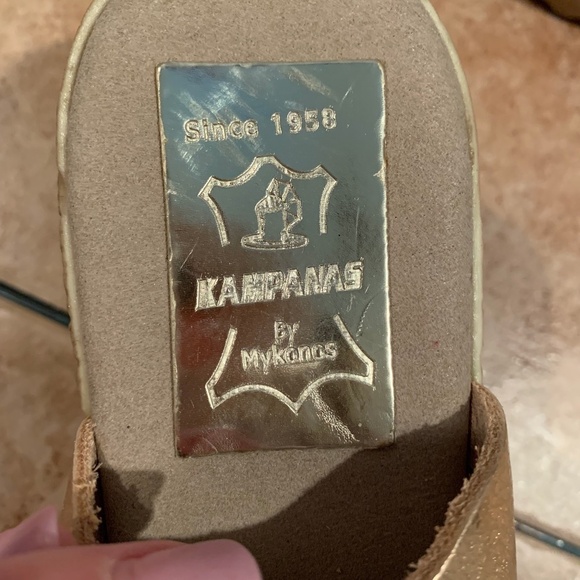 Since 1958
KAMPANAS
By
Mykonos